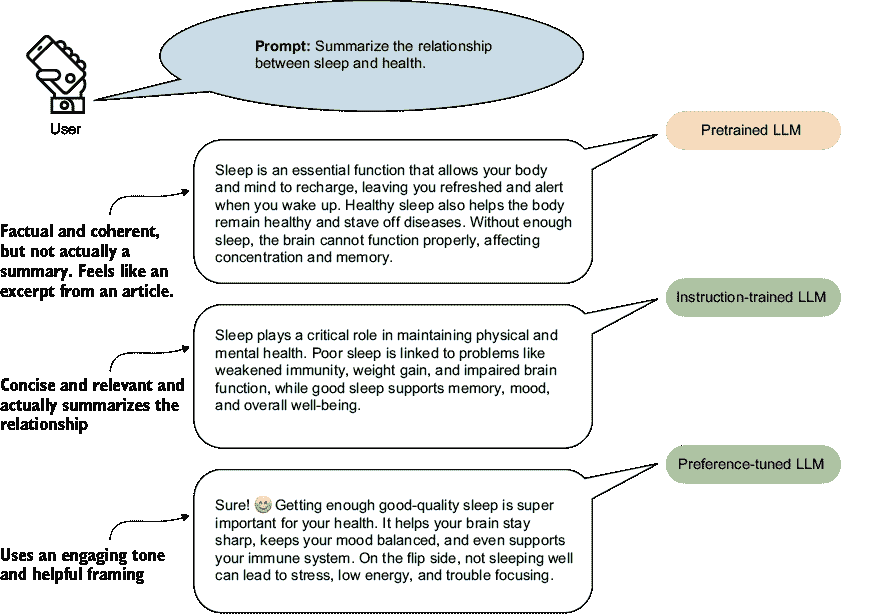 Prompt: Summarize the relationship
between sleep and health.
User
Pretrained LLM
Sleep is an essential function that allows your body
and mind to recharge, leaving you refreshed and alert
when you wake up. Healthy sleep also helps the body
remain healthy and stave off diseases. Without enough
sleep, the brain cannot function properly, affecting
concentration and memory.
Factual and coherent,
but not actually a
summary. Feels like an
excerpt from an article.
Instruction-trained LLM
Sleep plays a critical role in maintaining physical and
mental health. Poor sleep is linked to problems like
weakened immunity, weight gain, and impaired brain
function, while good sleep supports memory, mood,
and overall well-being.
Concise and relevant and
actually summarizes the
relationship
Preference-tuned LLM
Sure! 😁 Getting enough good-quality sleep is super
important for your health. It helps your brain stay
sharp, keeps your mood balanced, and even supports
your immune system. On the flip side, not sleeping well
can lead to stress, low energy, and trouble focusing.
Uses an engaging tone
and helpful framing